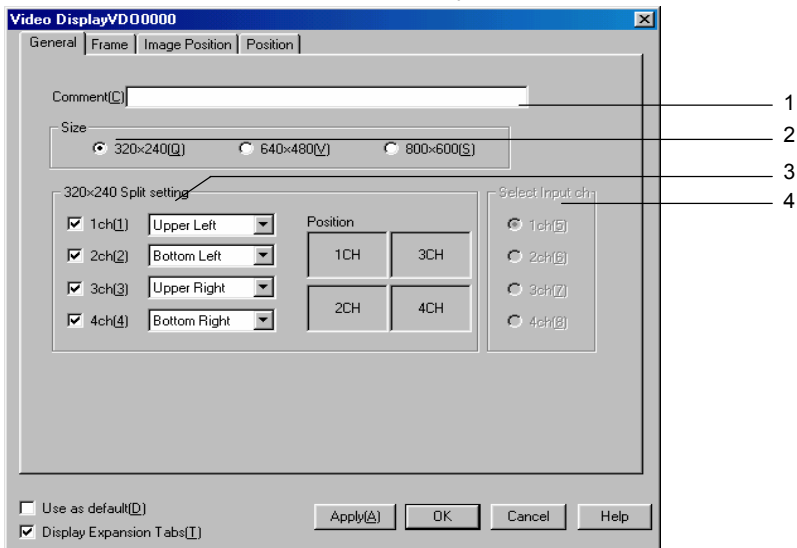 Video DisplayVDO0000
General Frame Image Position Position
Comment(C) 1
Size 2
320×240(Q) 640×480(V) 800×600(S)
3
320×240 Split setting Select Input ch 4
1ch(1) Upper Left Position 1ch(5)
2ch(2) Bottom Left 1CH 3CH 2ch(6)
3ch(3) Upper Right 3ch(7)
4ch(4) Bottom Right 2CH 4CH 4ch(8)
Use as default(D)
Apply(A) OK Cancel Help
Display Expansion Tabs(T)